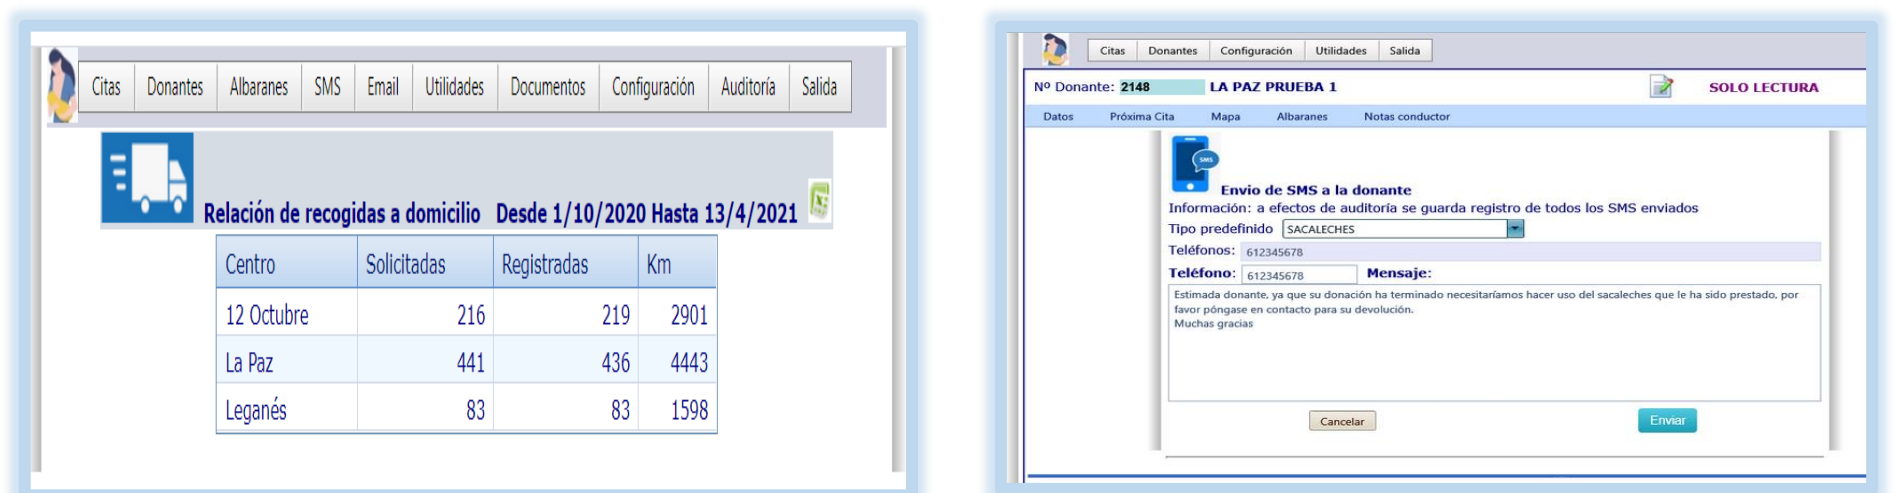 Citas Donantes Albaranes SMS Email Utilidades Documentos Configuración Auditoría Salida
Relación de recogidas a domicilio Desde 1/10/2020 Hasta 13/4/2021
Centro Solicitadas Registradas Km
12 Octubre 216 219 2901
La Paz 441 436 4443
Leganés 83 83 1598
Citas Donantes Configuración Utilidades Salida
Nº Donante: 2148 LA PAZ PRUEBA 1 SOLO LECTURA
Datos Próxima Cita Mapa Albaranes Notas conductor
SMS
Envio de SMS a la donante
Información: a efectos de auditoría se guarda registro de todos los SMS enviados
Tipo predefinido SACALECHES
Teléfonos: 612345678
Teléfono: 612345678 Mensaje:
Estimada donante, ya que su donación ha terminado necesitaríamos hacer uso del sacaleches que le ha sido prestado, por
favor póngase en contacto para su devolución.
Muchas gracias
Cancelar Enviar